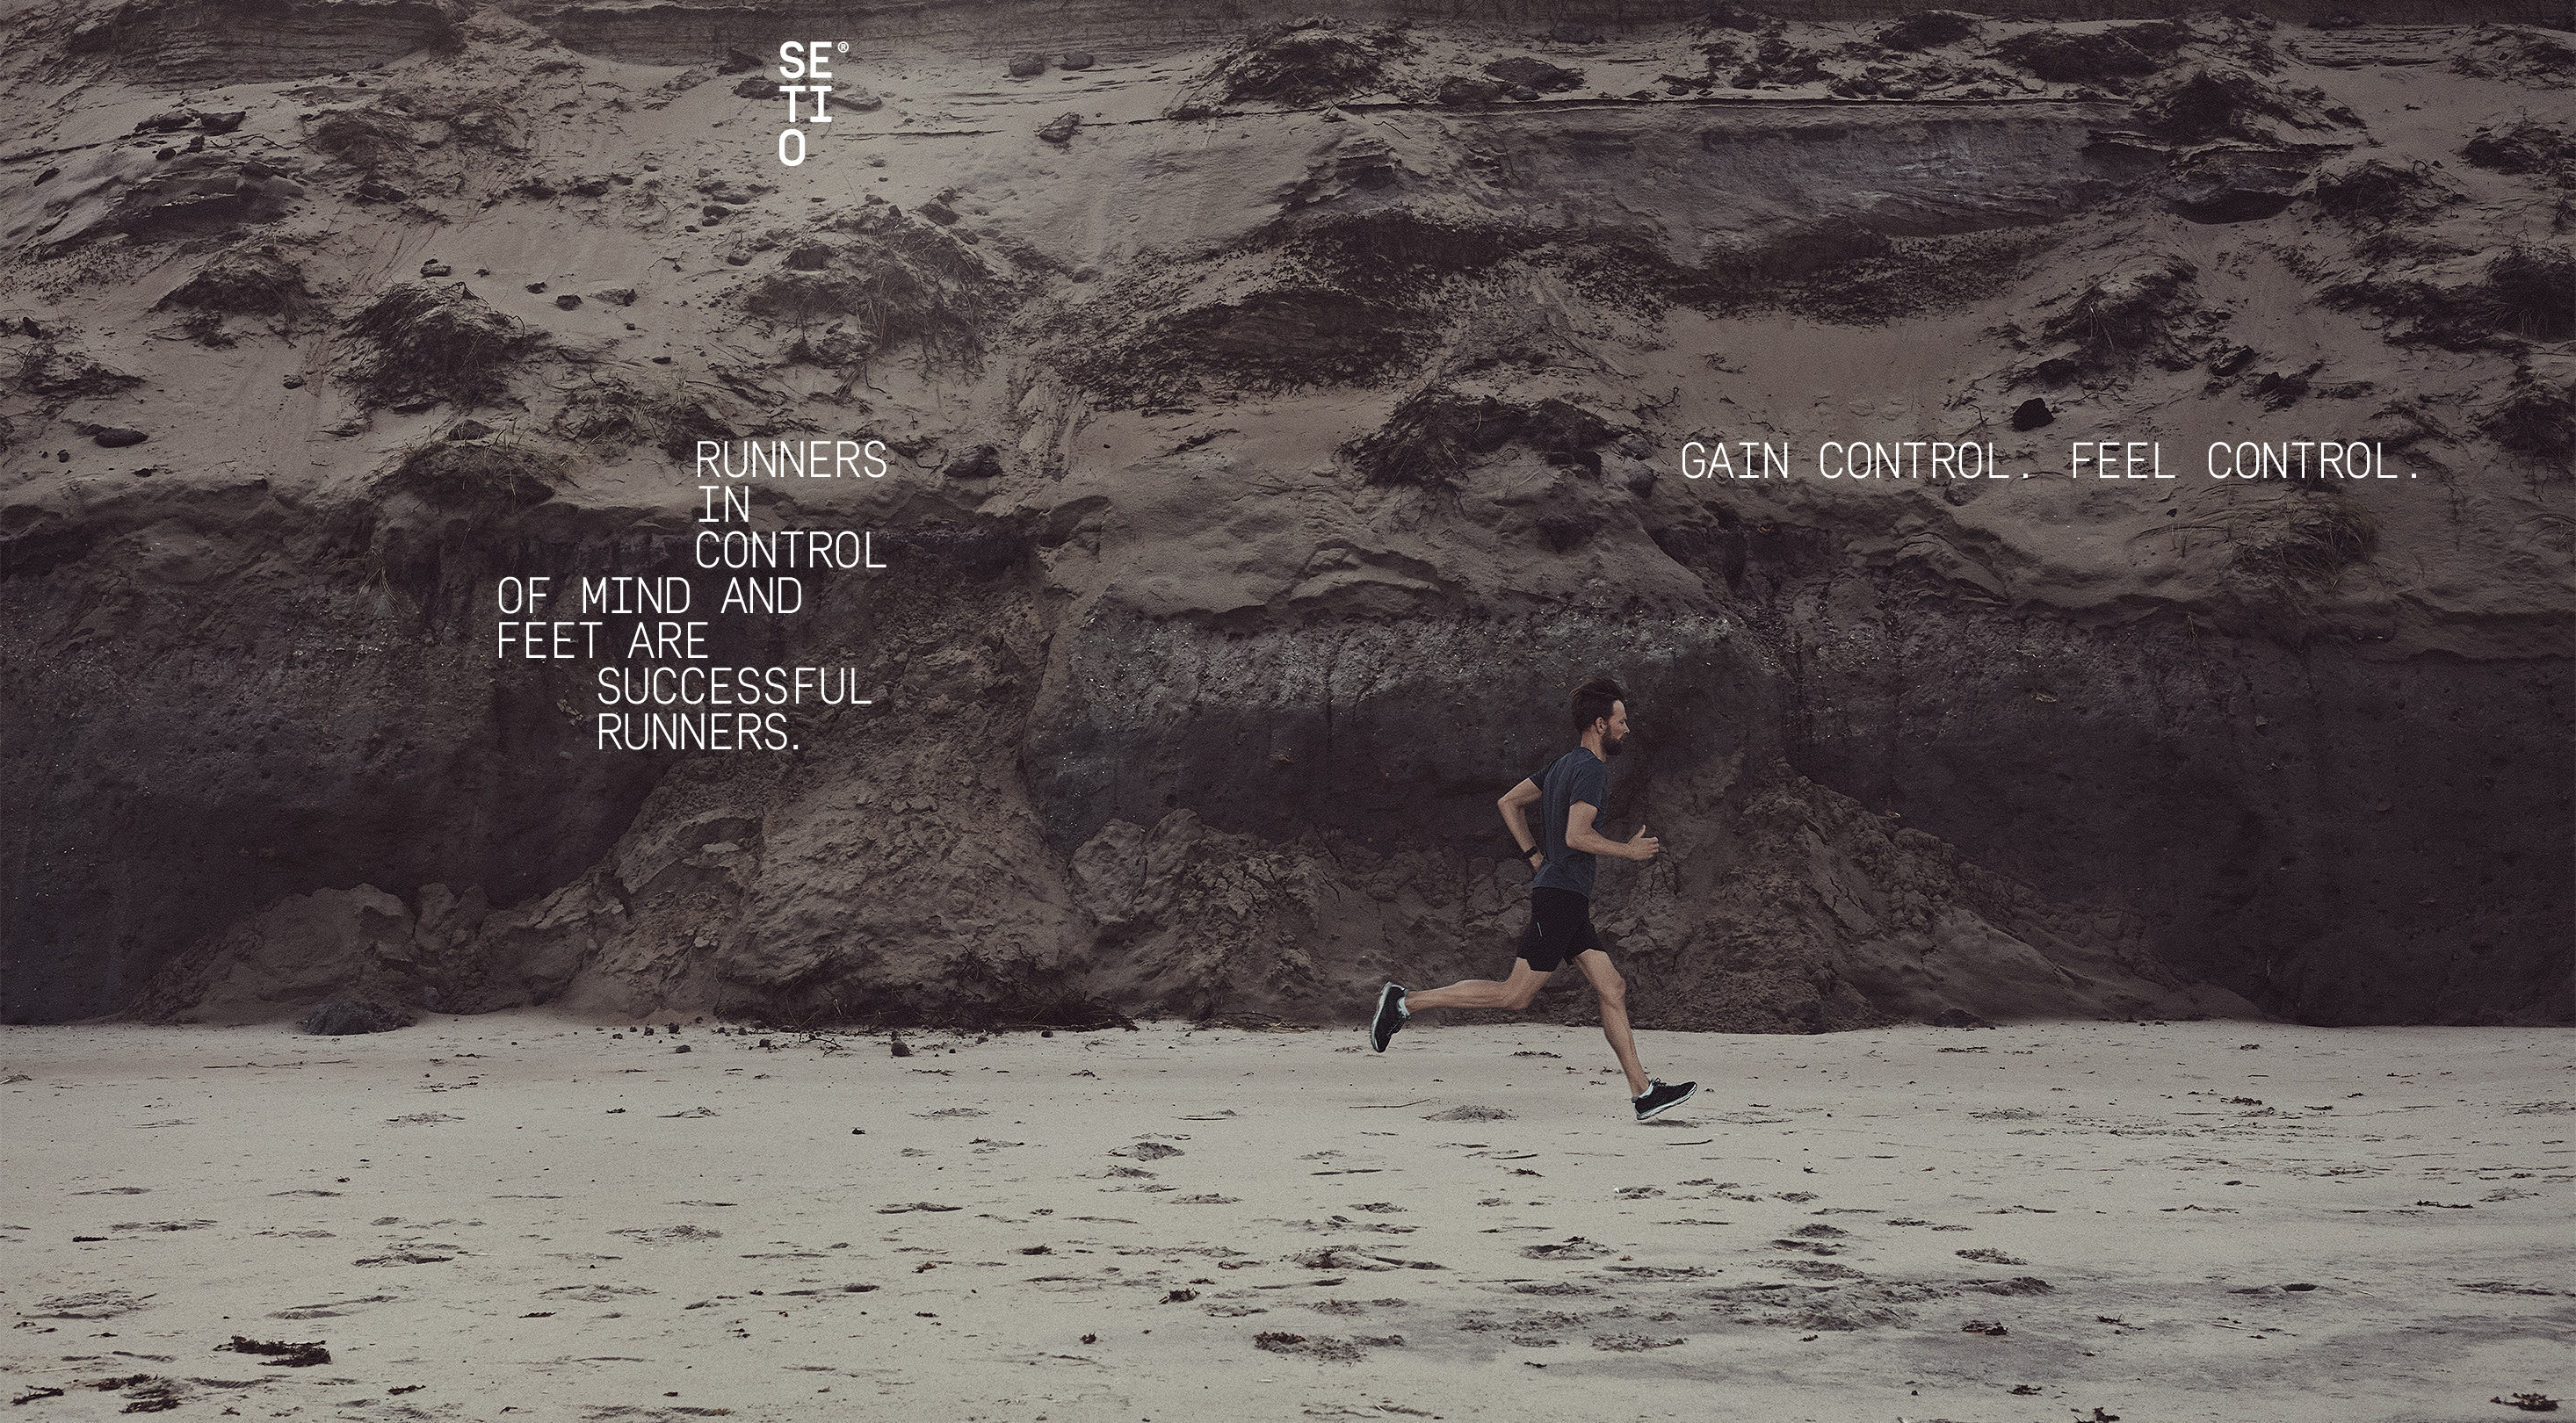 SE®
TI
O
RUNNERS
IN
CONTROL
OF MIND AND
FEET ARE
SUCCESSFUL
RUNNERS.
GAIN CONTROL. FEEL CONTROL.